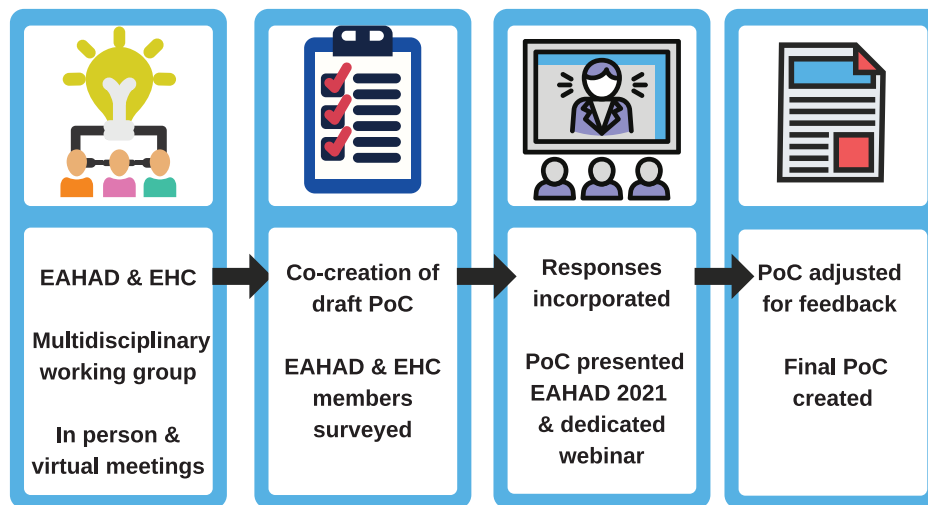 EAHAD & EHC
Multidisciplinary
working group
In person &
virtual meetings
Co-creation of
draft PoC
EAHAD & EHC
members
surveyed
Responses
incorporated
PoC presented
EAHAD 2021
& dedicated
webinar
PoC adjusted
for feedback
Final PoC
created